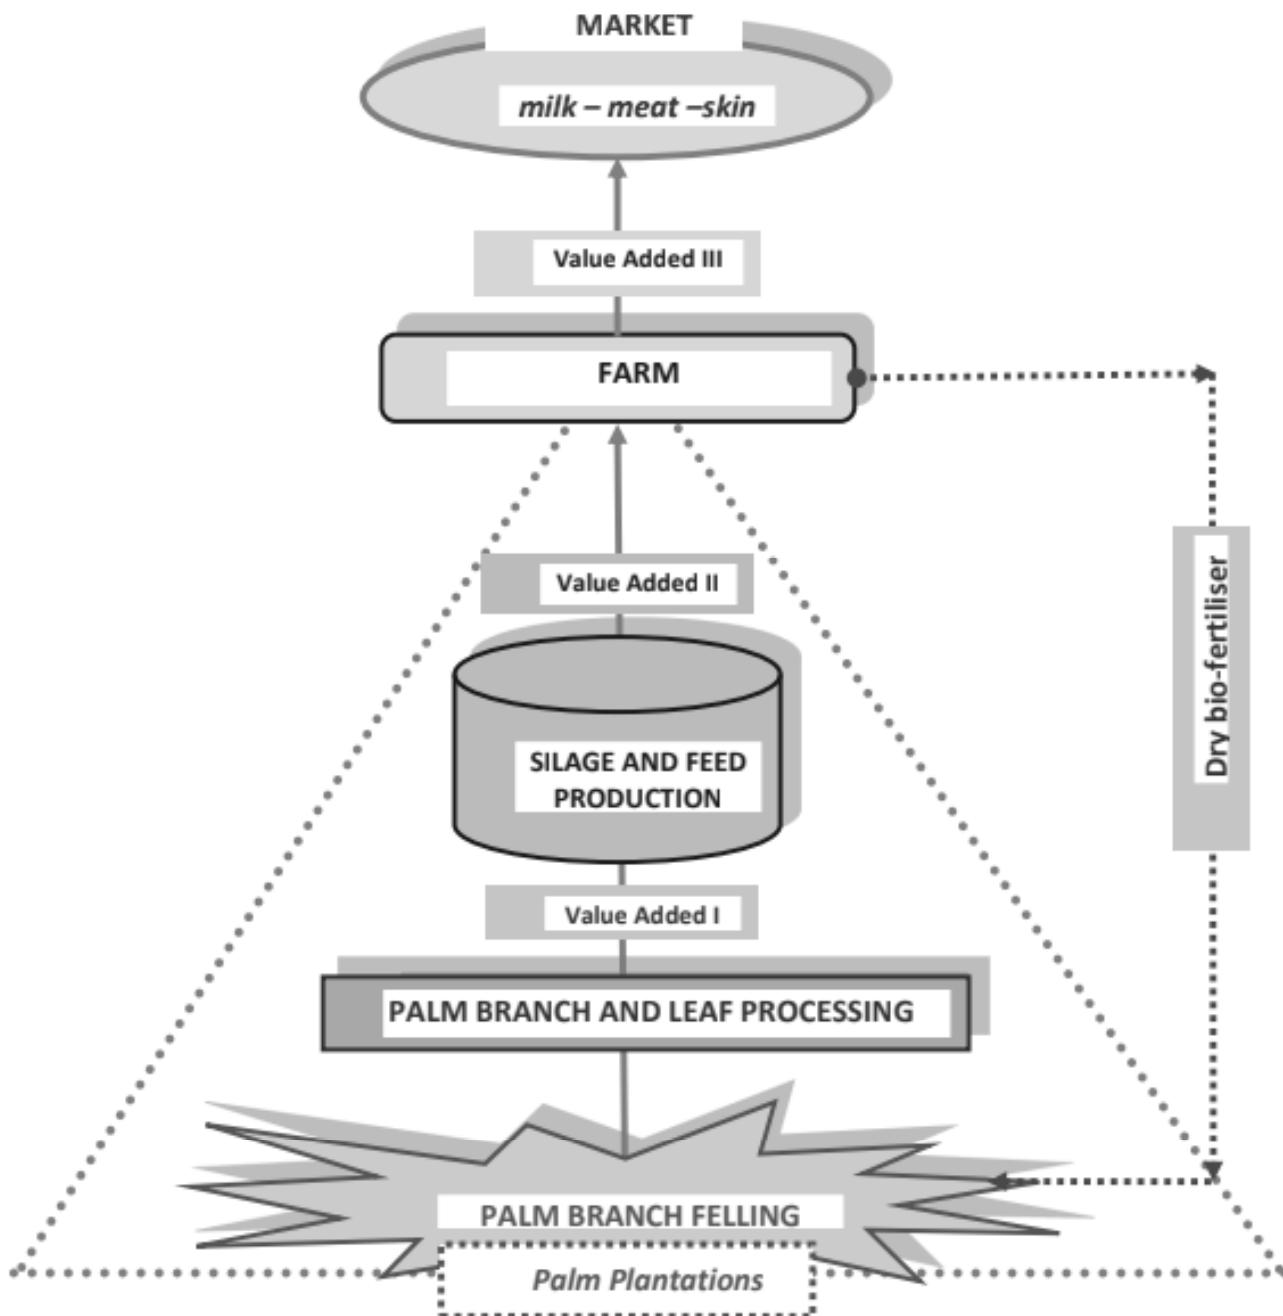 MARKET
milk – meat –skin
Value Added III
FARM
Value Added II
Dry bio-fertiliser
SILAGE AND FEED
PRODUCTION
Value Added I
PALM BRANCH AND LEAF PROCESSING
PALM BRANCH FELLING
Palm Plantations